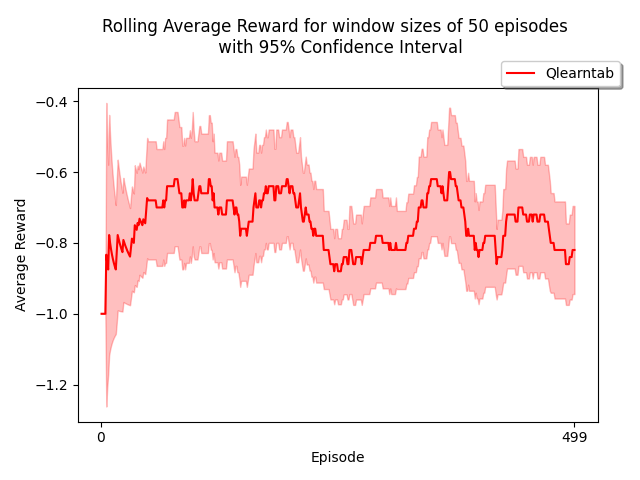 Rolling Average Reward for window sizes of 50 episodes
with 95% Confidence Interval
Qlearntab
−0.4
−0.6
−0.8
−1.0
−1.2
Average Reward
0
499
Episode